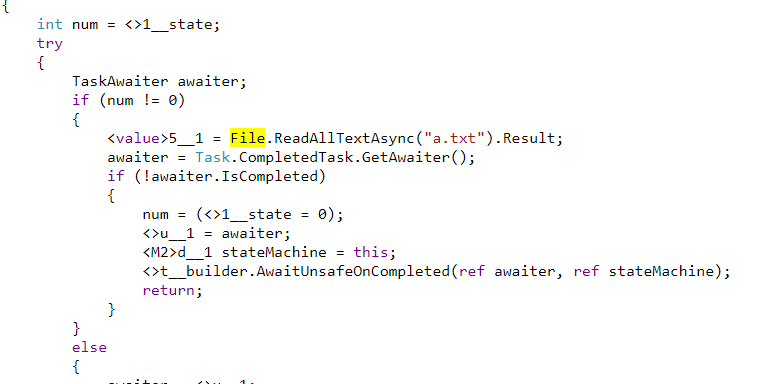 {
int num = <>1__state;
try
{
TaskAwaiter awaiter;
if (num != 0)
{
<value>5__1 = File.ReadAllTextAsync("a.txt").Result;
awaiter = Task.CompletedTask.GetAwaiter();
if (!awaiter.IsCompleted)
{
num = (<>1__state = 0);
<>u__1 = awaiter;
<M2>d__1 stateMachine = this;
<>t__builder.AwaitUnsafeOnCompleted(ref awaiter, ref stateMachine);
return;
}
}
else
{